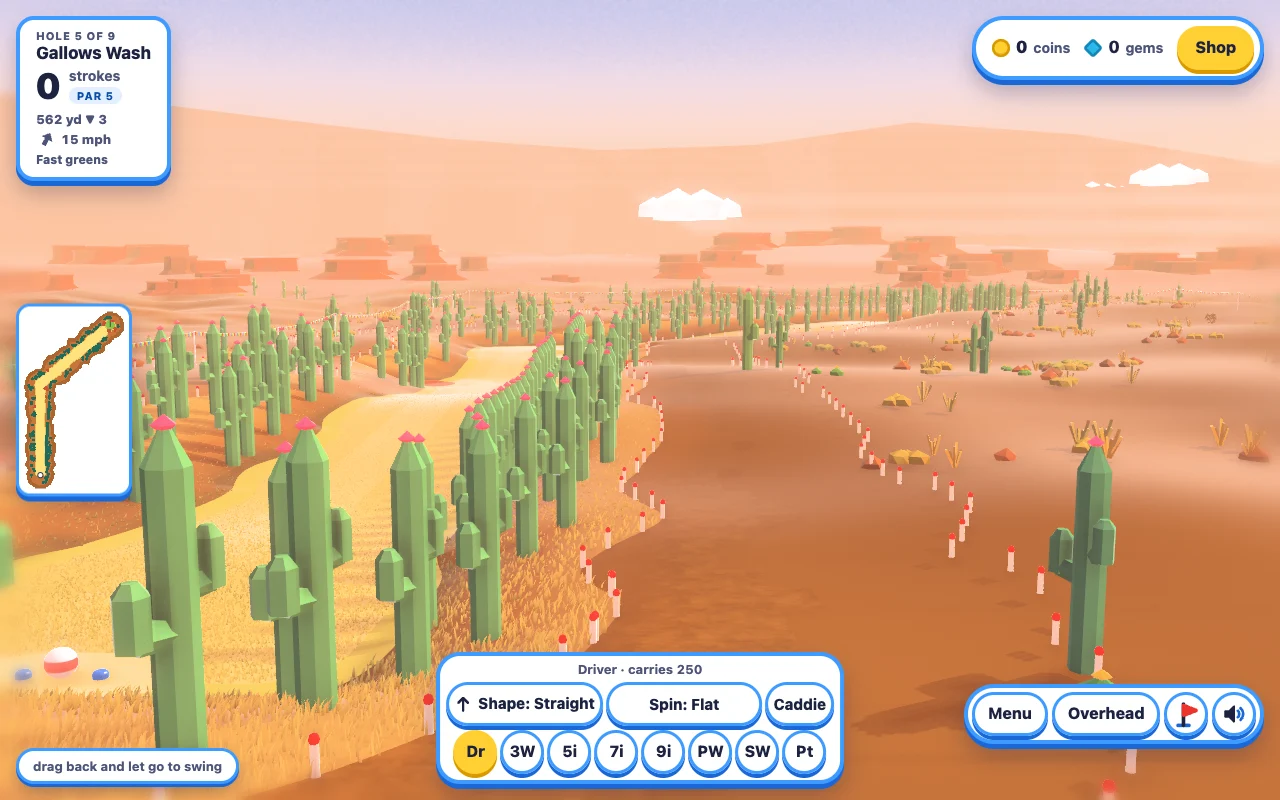 HOLE 5 OF 9
Gallows Wash
0 strokes
PAR 5
562 yd ▼ 3
15 mph
Fast greens
0 coins 0 gems Shop
Driver · carries 250
Shape: Straight Spin: Flat Caddie
Dr 3W 5i 7i 9i PW SW Pt
Menu Overhead
drag back and let go to swing